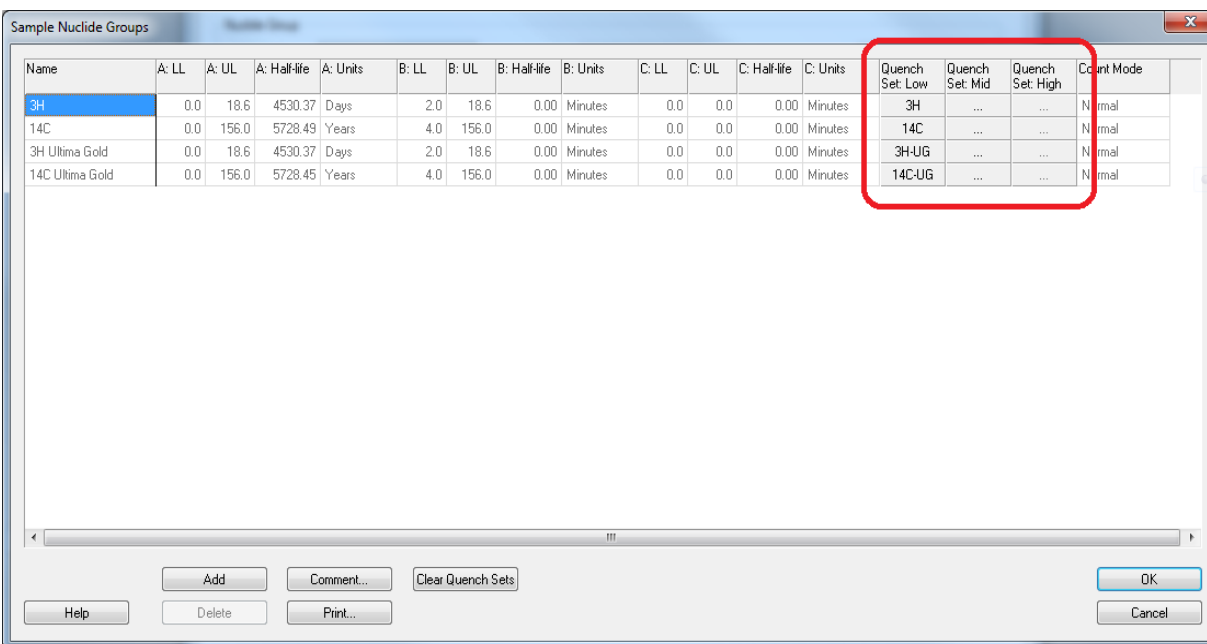 Sample Nuclide Groups
Nuclide Group
x
Name A: LL A: UL A: Half-life A: Units B: LL B: UL B: Half-life B: Units C: LL C: UL C: Half-life C: Units Quench Set: Low Quench Set: Mid Quench Set: High Count Mode
3H 0.0 18.6 4530.37 Days 2.0 18.6 0.00 Minutes 0.0 0.0 0.00 Minutes 3H ... ... Normal
14C 0.0 156.0 5728.49 Years 4.0 156.0 0.00 Minutes 0.0 0.0 0.00 Minutes 14C ... ... Normal
3H Ultima Gold 0.0 18.6 4530.37 Days 2.0 18.6 0.00 Minutes 0.0 0.0 0.00 Minutes 3H-UG ... ... Normal
14C Ultima Gold 0.0 156.0 5728.45 Years 4.0 156.0 0.00 Minutes 0.0 0.0 0.00 Minutes 14C-UG ... ... Normal
Add Comment... Clear Quench Sets OK
Help Delete Print... Cancel